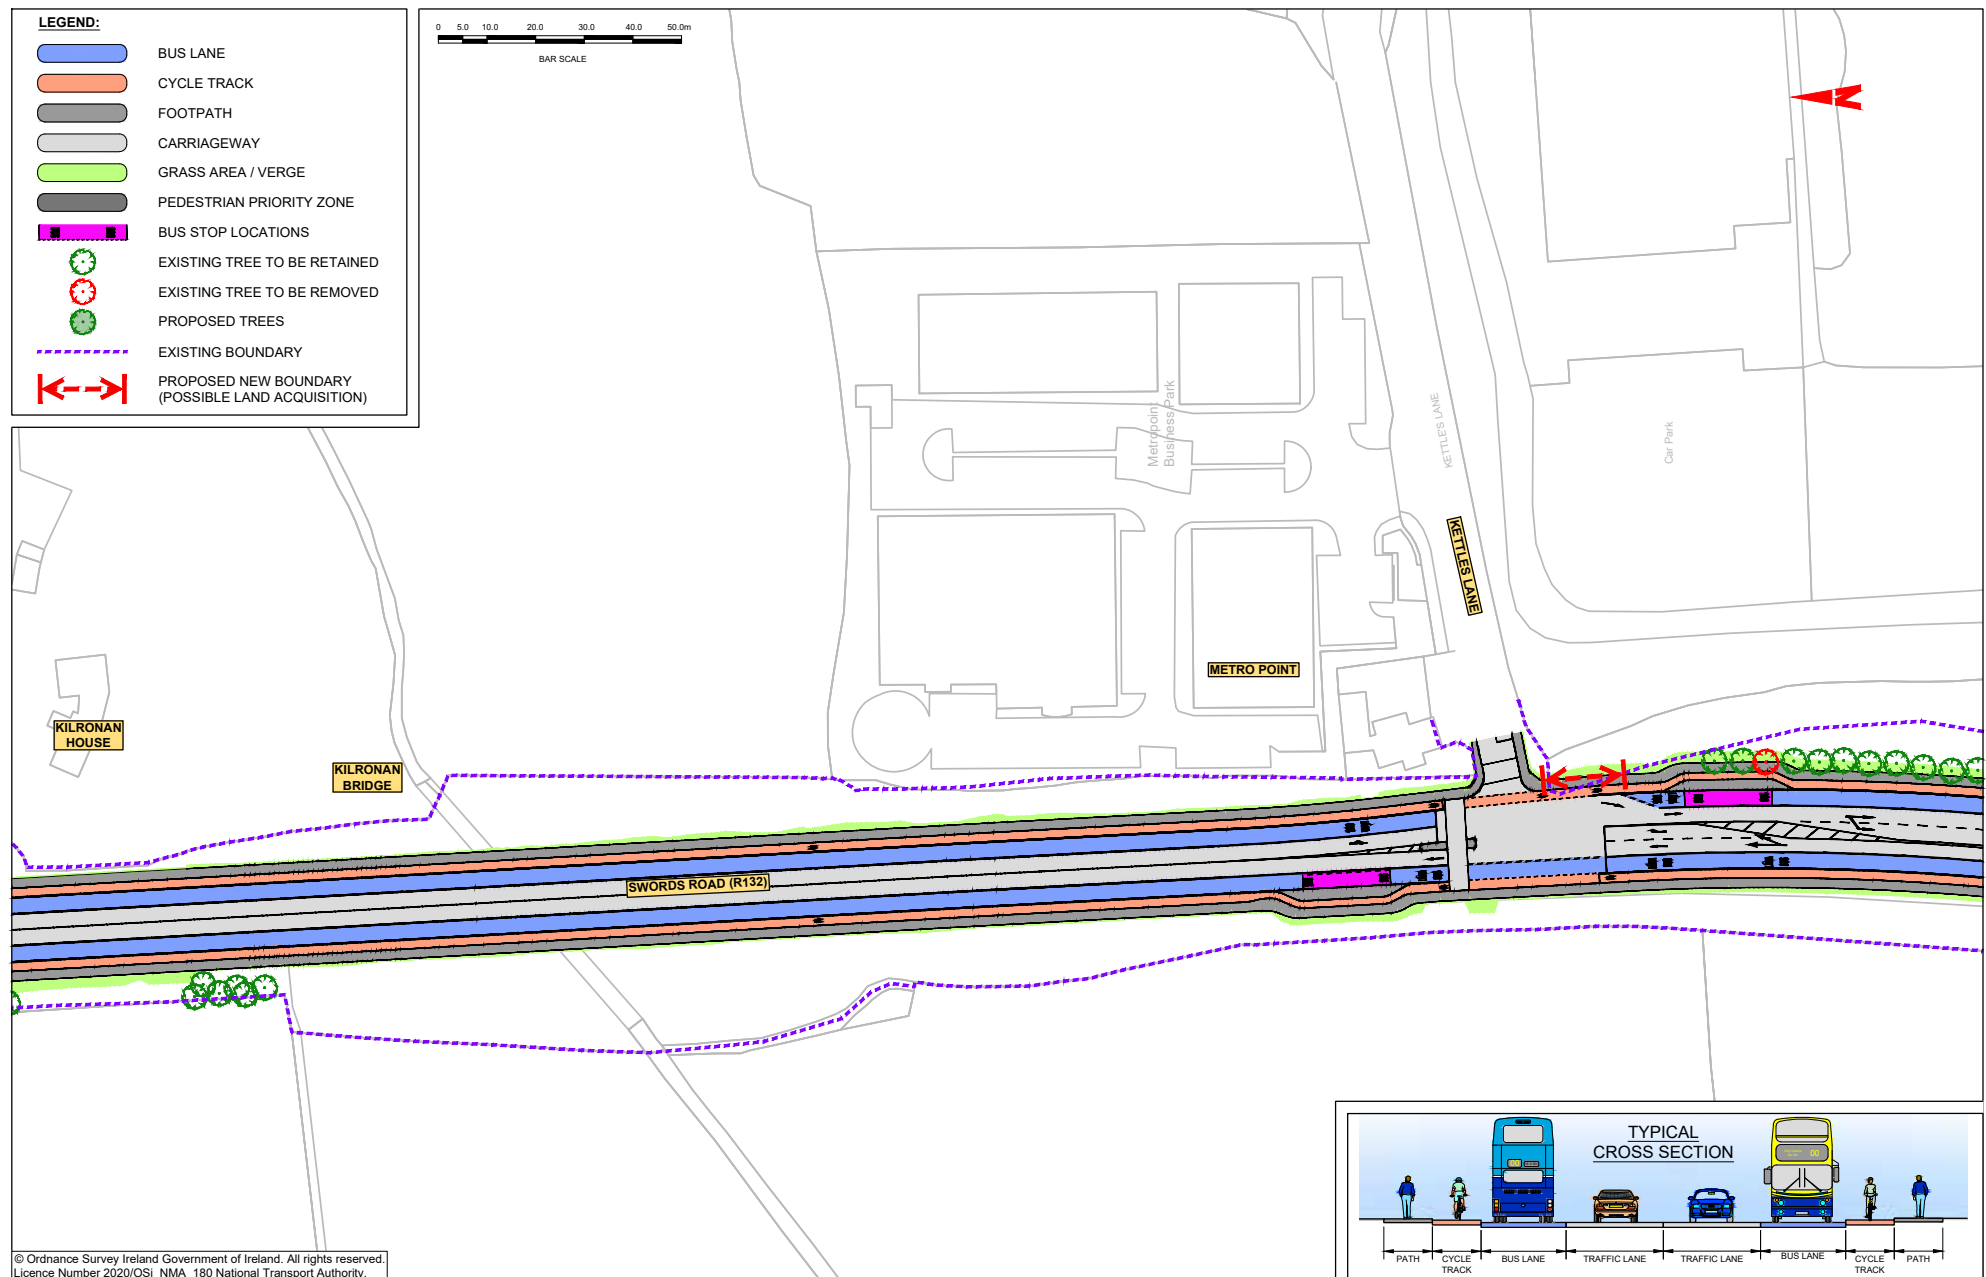 LEGEND:
BUS LANE
CYCLE TRACK
FOOTPATH
CARRIAGEWAY
GRASS AREA / VERGE
PEDESTRIAN PRIORITY ZONE
BUS STOP LOCATIONS
EXISTING TREE TO BE RETAINED
EXISTING TREE TO BE REMOVED
PROPOSED TREES
EXISTING BOUNDARY
PROPOSED NEW BOUNDARY
(POSSIBLE LAND ACQUISITION)
0 5.0 10.0 20.0 30.0 40.0 50.0m
BAR SCALE
N
Metropoint
Business Park
KETTLE'S LANE
Car Park
KETTLES LANE
METRO POINT
KILRONAN
HOUSE
KILRONAN
BRIDGE
SWORDS ROAD (R132)
TYPICAL
CROSS SECTION
00
PATH
CYCLE
TRACK
BUS LANE
TRAFFIC LANE
TRAFFIC LANE
BUS LANE
CYCLE
TRACK
PATH
© Ordnance Survey Ireland Government of Ireland. All rights reserved.
Licence Number 2020/OSi_NMA_180 National Transport Authority.